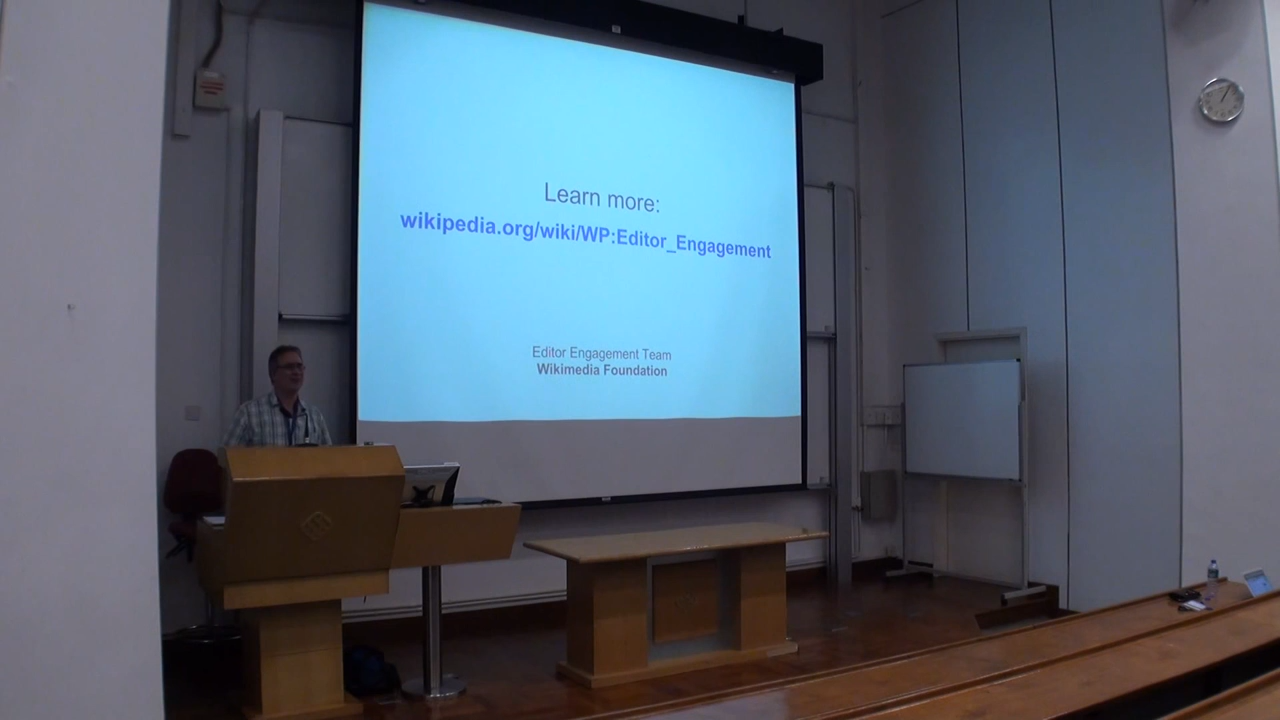 Learn more:
wikipedia.org/wiki/WP:Editor_Engagement
Editor Engagement Team
Wikimedia Foundation